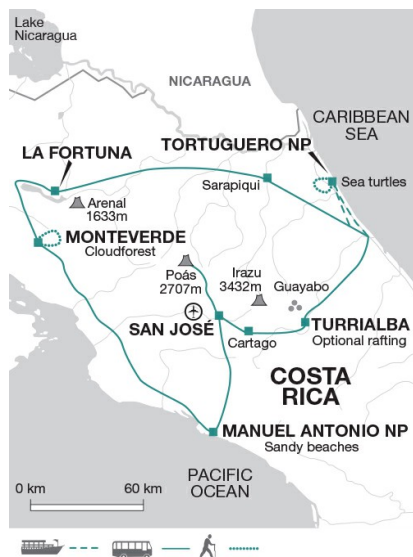 Lake
Nicaragua
NICARAGUA
CARIBBEAN
SEA
TORTUGUERO NP
LA FORTUNA
Sarapiqui
Sea turtles
Arenal
1633m
MONTEVERDE
Cloudforest
Poás
2707m
Irazu
3432m
Guayabo
SAN JOSÉ
TURRIALBA
Optional rafting
Cartago
COSTA
RICA
MANUEL ANTONIO NP
Sandy beaches
PACIFIC
OCEAN
0 km 60 km